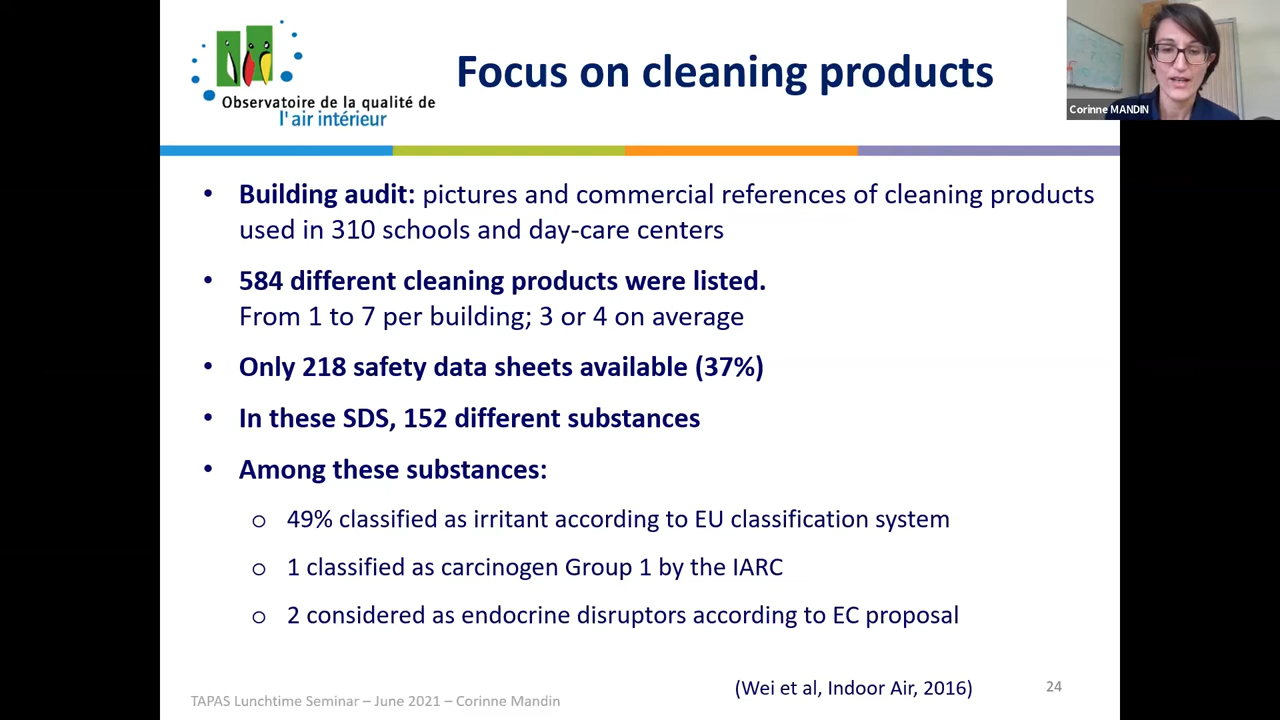 Focus on cleaning products
Observatoire de la qualité de
l'air intérieur
Corinne MANDIN
• Building audit: pictures and commercial references of cleaning products
used in 310 schools and day-care centers
• 584 different cleaning products were listed.
From 1 to 7 per building; 3 or 4 on average
• Only 218 safety data sheets available (37%)
• In these SDS, 152 different substances
• Among these substances:
o 49% classified as irritant according to EU classification system
o 1 classified as carcinogen Group 1 by the IARC
o 2 considered as endocrine disruptors according to EC proposal
(Wei et al, Indoor Air, 2016)
24
TAPAS Lunchtime Seminar – June 2021 – Corinne Mandin